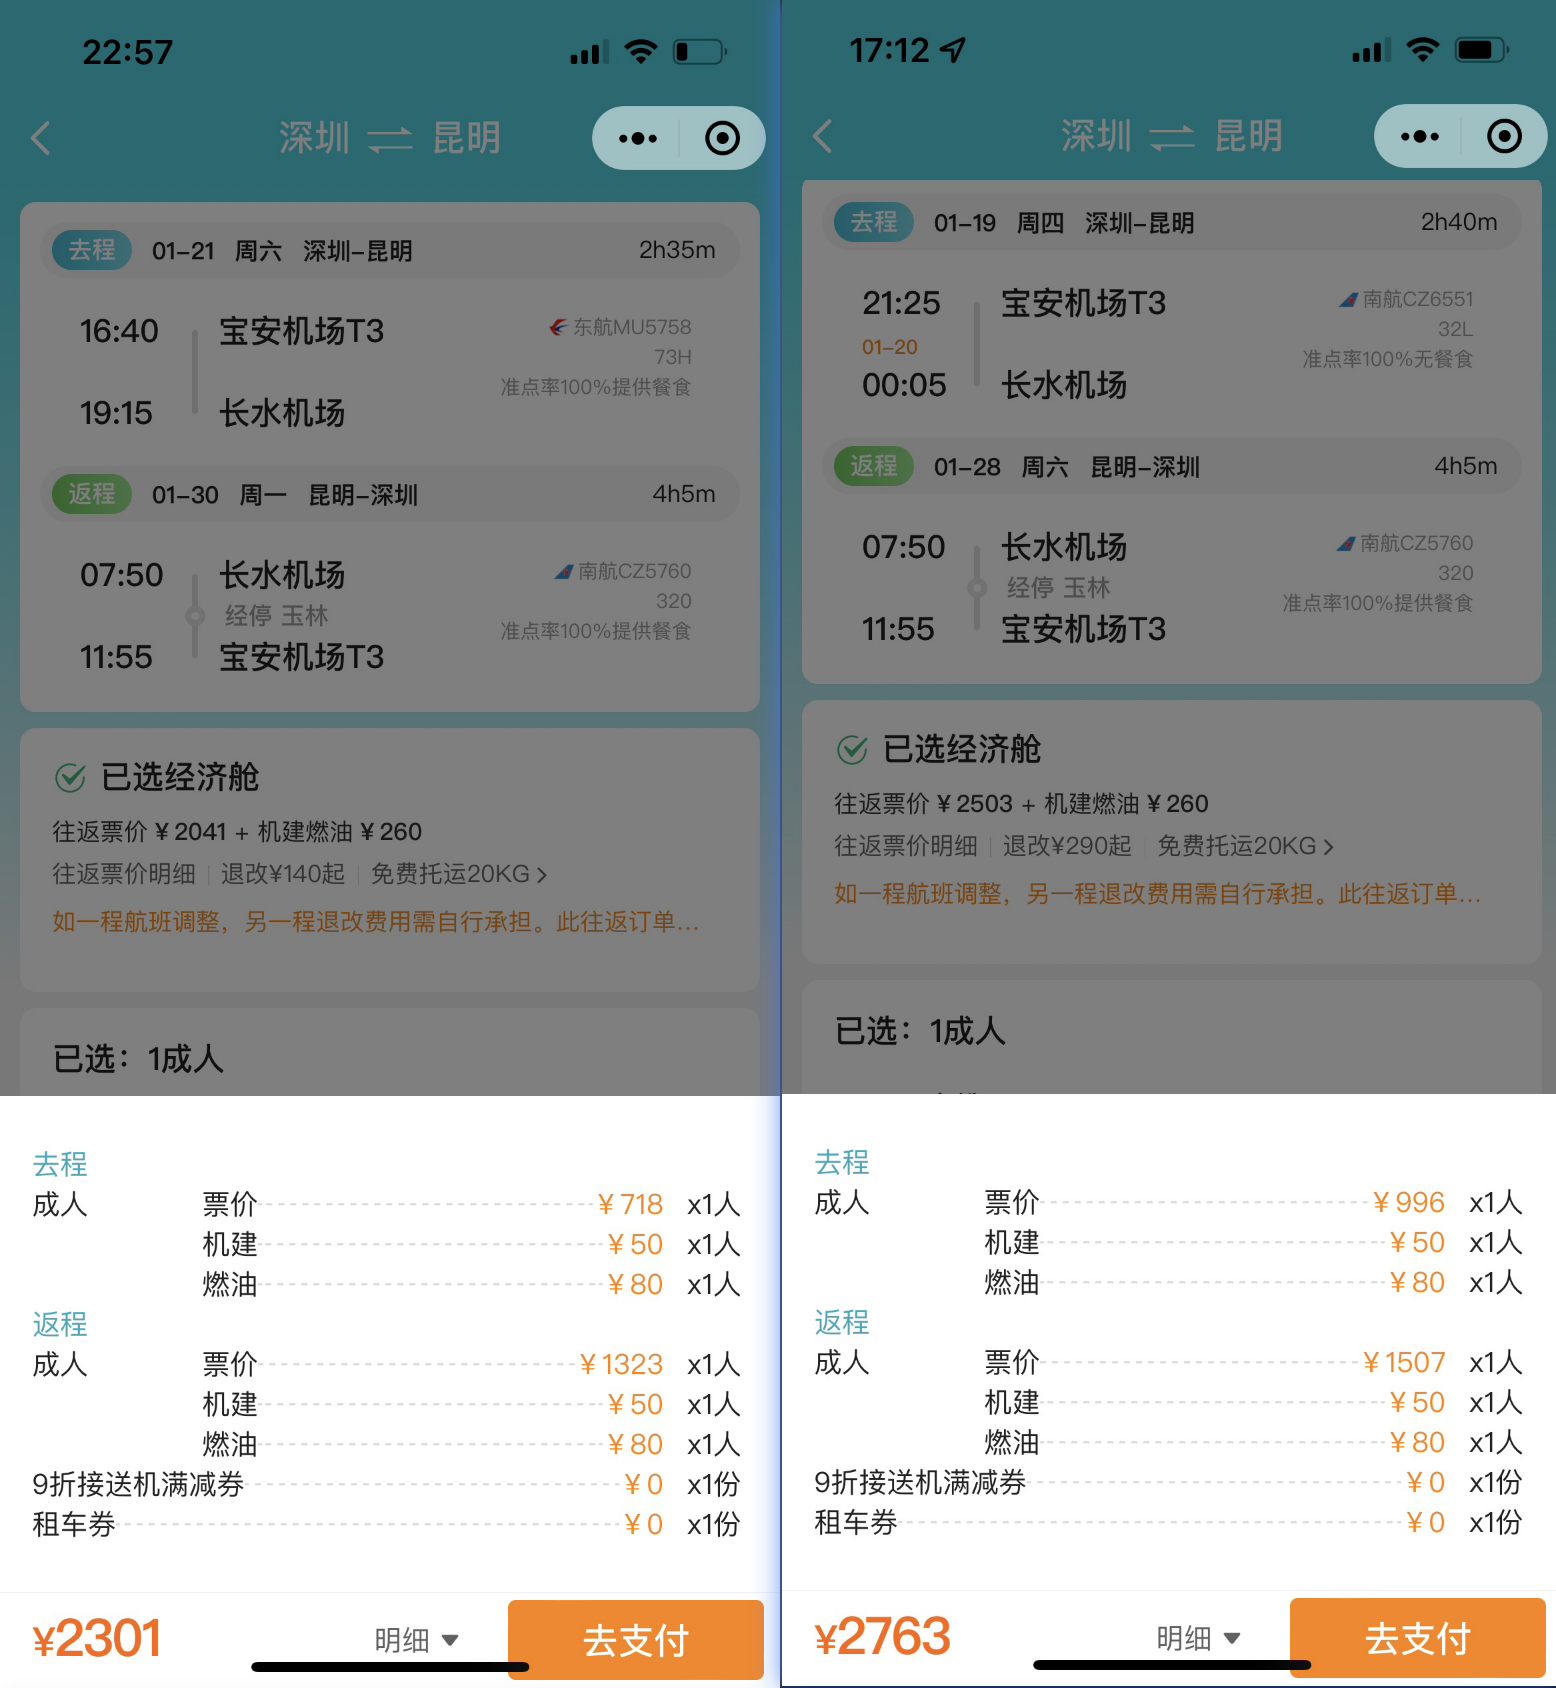 22:57
深圳 昆明
去程 01-21 周六 深圳-昆明 2h35m
16:40 宝安机场T3 东航MU5758
73H
准点率100%提供餐食
19:15 长水机场
返程 01-30 周一 昆明-深圳 4h5m
07:50 长水机场 南航CZ5760
经停 玉林 320
准点率100%提供餐食
11:55 宝安机场T3
已选经济舱
往返票价 ¥2041 + 机建燃油 ¥260
往返票价明细 退改¥140起 免费托运20KG
如一程航班调整，另一程退改费用需自行承担。此往返订单...
已选：1成人
去程
成人 票价 ¥718 x1人
机建 ¥50 x1人
燃油 ¥80 x1人
返程
成人 票价 ¥1323 x1人
机建 ¥50 x1人
燃油 ¥80 x1人
9折接送机满减券 ¥0 x1份
租车券 ¥0 x1份
¥2301 明细 去支付
17:12
深圳 昆明
去程 01-19 周四 深圳-昆明 2h40m
21:25 宝安机场T3 南航CZ6551
32L
01-20
准点率100%无餐食
00:05 长水机场
返程 01-28 周六 昆明-深圳 4h5m
07:50 长水机场 南航CZ5760
经停 玉林 320
准点率100%提供餐食
11:55 宝安机场T3
已选经济舱
往返票价 ¥2503 + 机建燃油 ¥260
往返票价明细 退改¥290起 免费托运20KG
如一程航班调整，另一程退改费用需自行承担。此往返订单...
已选：1成人
去程
成人 票价 ¥996 x1人
机建 ¥50 x1人
燃油 ¥80 x1人
返程
成人 票价 ¥1507 x1人
机建 ¥50 x1人
燃油 ¥80 x1人
9折接送机满减券 ¥0 x1份
租车券 ¥0 x1份
¥2763 明细 去支付